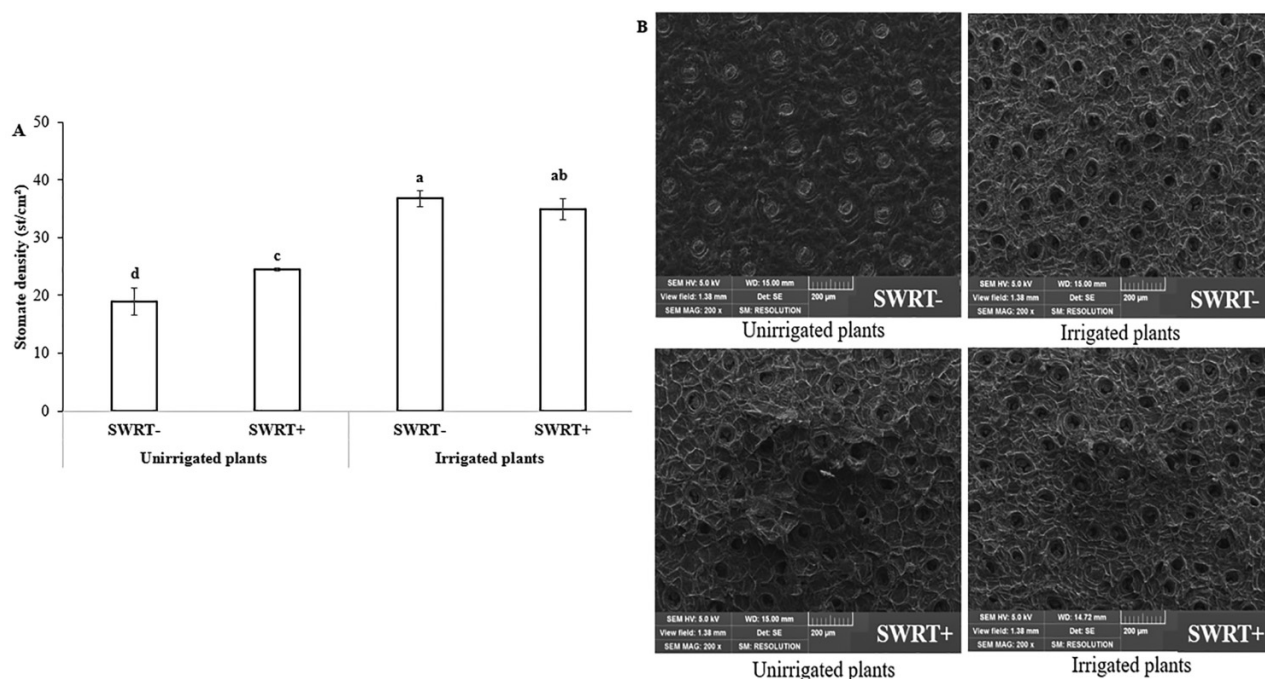 A
Stomate density (st/cm²)
50
40
30
20
10
0
d
c
a
ab
SWRT-
SWRT+
SWRT-
SWRT+
Unirrigated plants
Irrigated plants
B
SEM HV: 5.0 kV
WD: 15.00 mm
View field: 1.38 mm
Det: SE
200 µm
SEM MAG: 200 x
SM: RESOLUTION
SWRT-
Unirrigated plants
SEM HV: 5.0 kV
WD: 15.00 mm
View field: 1.38 mm
Det: SE
200 µm
SEM MAG: 200 x
SM: RESOLUTION
SWRT-
Irrigated plants
SEM HV: 5.0 kV
WD: 15.00 mm
View field: 1.38 mm
Det: SE
200 µm
SEM MAG: 200 x
SM: RESOLUTION
SWRT+
Unirrigated plants
SEM HV: 5.0 kV
WD: 14.72 mm
View field: 1.38 mm
Det: SE
200 µm
SEM MAG: 200 x
SM: RESOLUTION
SWRT+
Irrigated plants